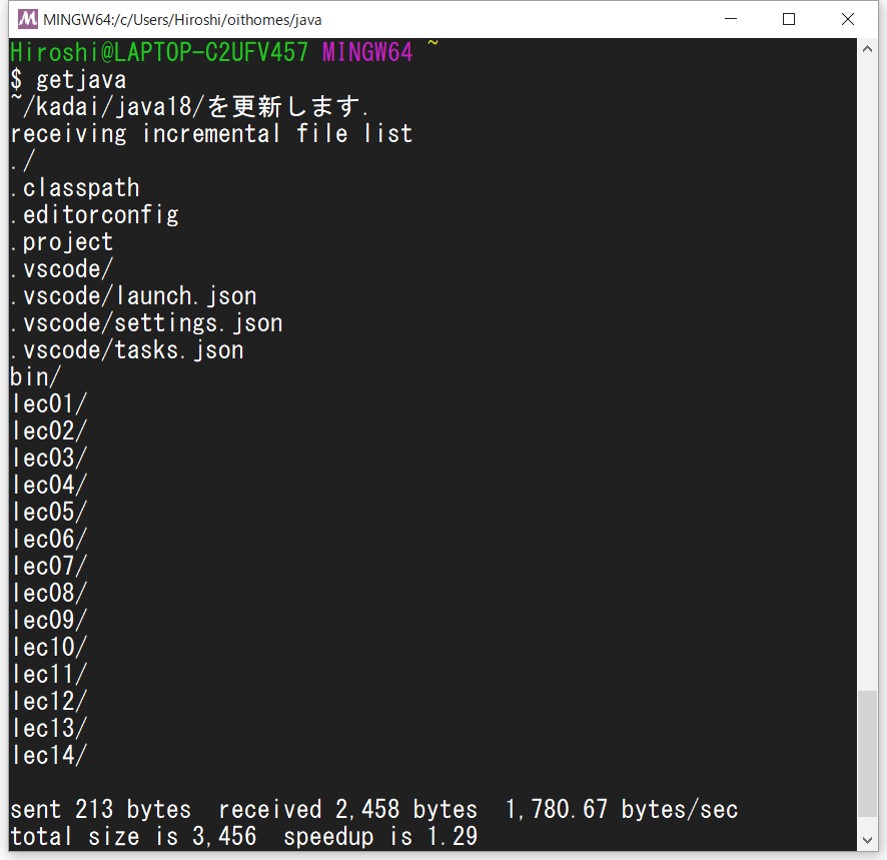 MINGW64:/c/Users/Hiroshi/oithomes/java
Hiroshi@LAPTOP-C2UFV457 MINGW64 ~
$ getjava
~/kadai/java18/を更新します.
receiving incremental file list
./
.classpath
.editorconfig
.project
.vscode/
.vscode/launch.json
.vscode/settings.json
.vscode/tasks.json
bin/
lec01/
lec02/
lec03/
lec04/
lec05/
lec06/
lec07/
lec08/
lec09/
lec10/
lec11/
lec12/
lec13/
lec14/
sent 213 bytes  received 2,458 bytes  1,780.67 bytes/sec
total size is 3,456  speedup is 1.29